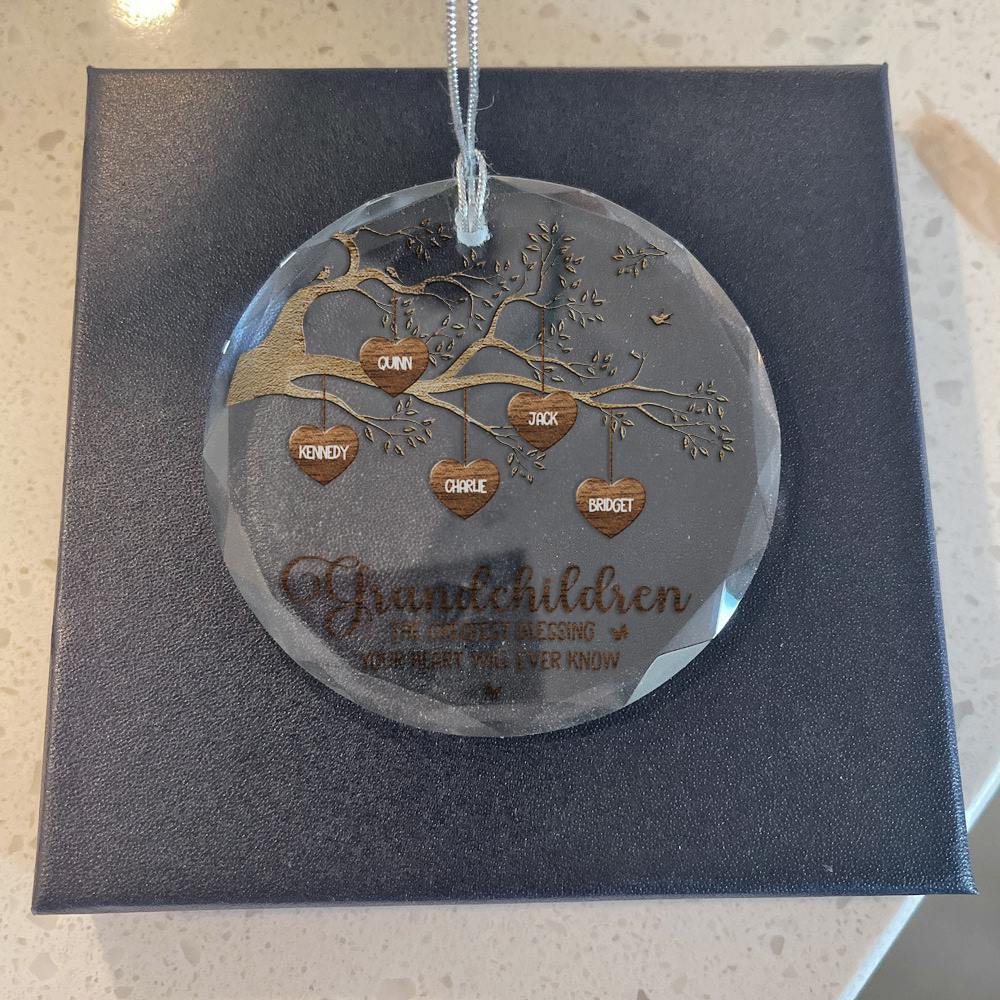 QUINN
JACK
KENNEDY
CHARLIE
BRIDGET
Grandchildren
THE GREATEST BLESSING
YOUR HEART WILL EVER KNOW